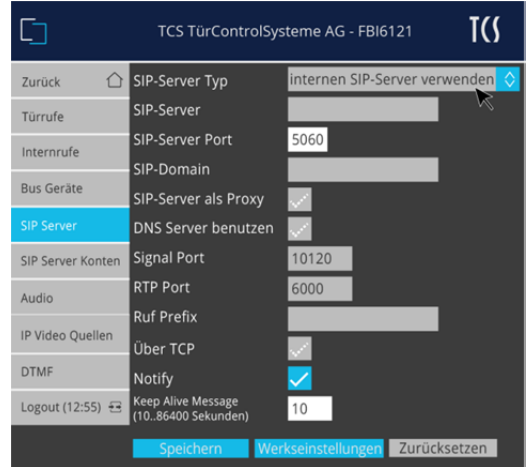 TCS TürControlSysteme AG - FBI6121
TCS
Zurück
SIP-Server Typ
internen SIP-Server verwenden
Türrufe
SIP-Server
Internrufe
SIP-Server Port
5060
SIP-Domain
Bus Geräte
SIP-Server als Proxy
SIP Server
DNS Server benutzen
SIP Server Konten
Signal Port
10120
Audio
RTP Port
6000
Ruf Prefix
IP Video Quellen
Über TCP
DTMF
Notify
Logout (12:55)
Keep Alive Message
(10..86400 Sekunden)
10
Speichern
Werkseinstellungen
Zurücksetzen